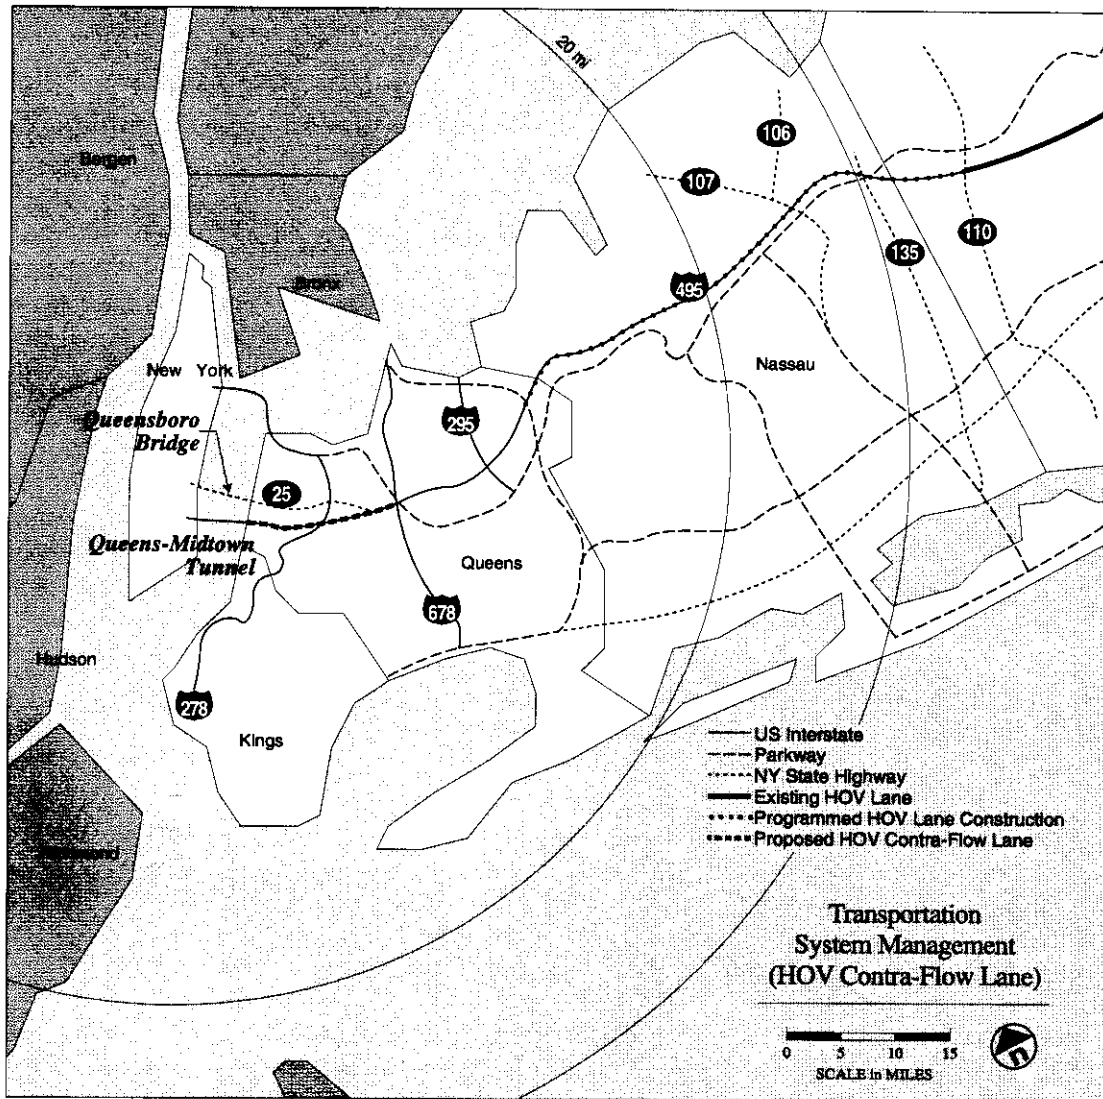 20 mi
106
Bergen
107
110
135
Bronx
495
New York
Nassau
Queensboro
Bridge
295
25
Queens-Midtown
Tunnel
Queens
678
Hudson
278
Kings
US Interstate
Parkway
NY State Highway
Existing HOV Lane
Programmed HOV Lane Construction
Proposed HOV Contra-Flow Lane
Richmond
Transportation
System Management
(HOV Contra-Flow Lane)
0 5 10 15
SCALE in MILES
n